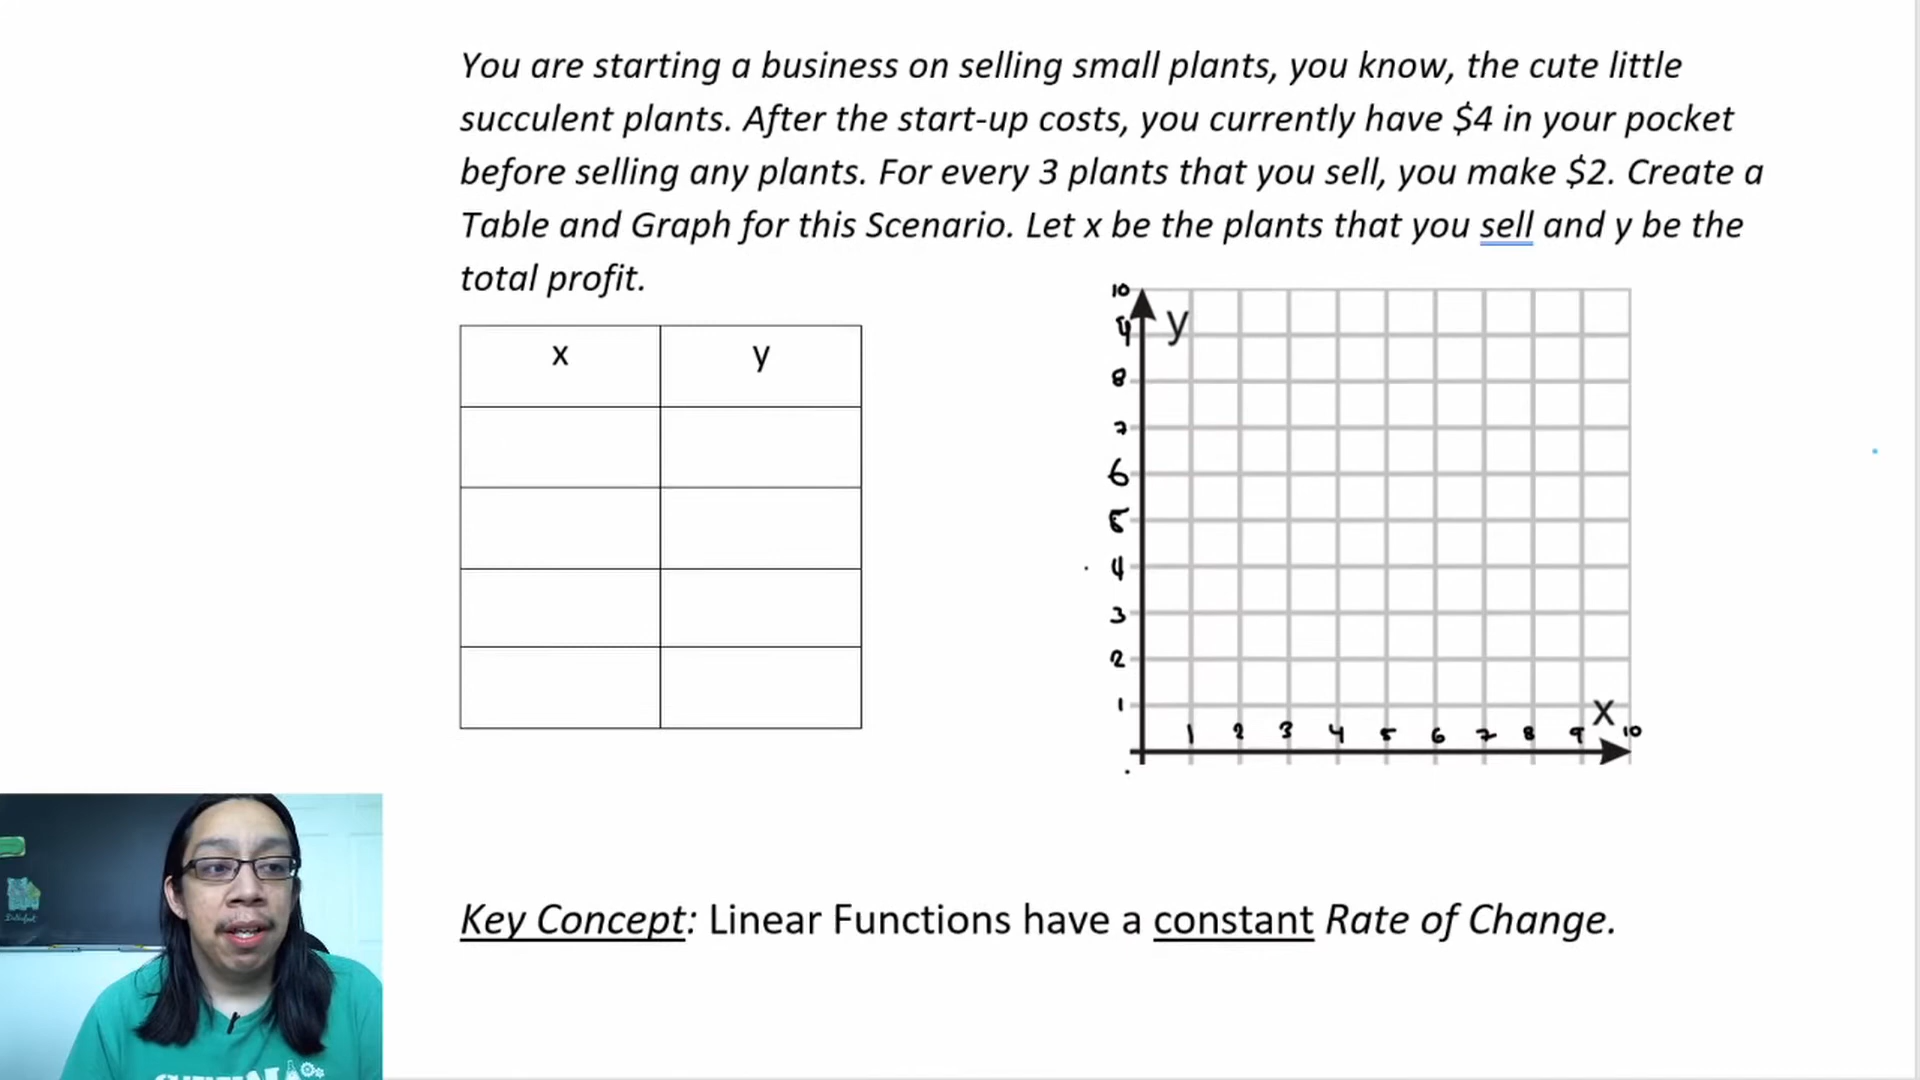 You are starting a business on selling small plants, you know, the cute little
succulent plants. After the start-up costs, you currently have $4 in your pocket
before selling any plants. For every 3 plants that you sell, you make $2. Create a
Table and Graph for this Scenario. Let x be the plants that you sell and y be the
total profit.
x y
10
9 y
8
7
6
5
4
3
2
1 x
1 2 3 4 5 6 7 8 9 10
Key Concept: Linear Functions have a constant Rate of Change.